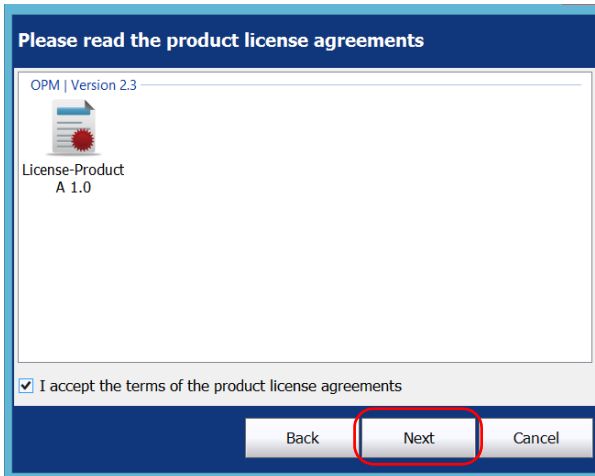 Please read the product license agreements
OPM | Version 2.3
License-Product
A 1.0
I accept the terms of the product license agreements
Back Next Cancel